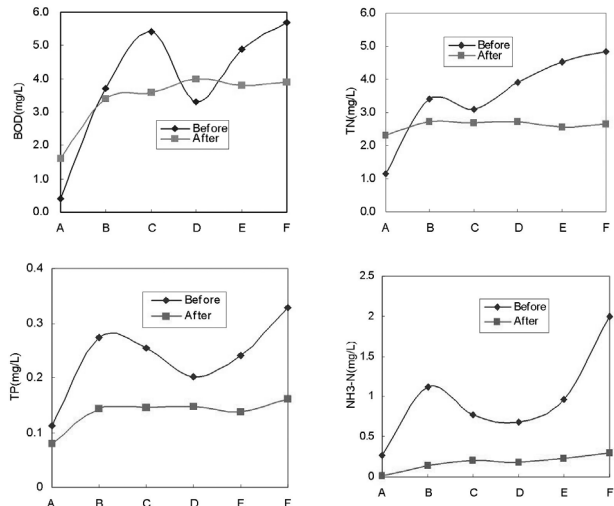 6.0
5.0
4.0
3.0
2.0
1.0
0.0
BOD(mg/L)
Before
After
A B C D E F
6.0
5.0
4.0
3.0
2.0
1.0
0.0
TN(mg/L)
Before
After
A B C D E F
0.4
0.3
0.2
0.1
0
TP(mg/L)
Before
After
A B C D E F
2.5
2
1.5
1
0.5
0
NH3-N(mg/L)
Before
After
A B C D E F